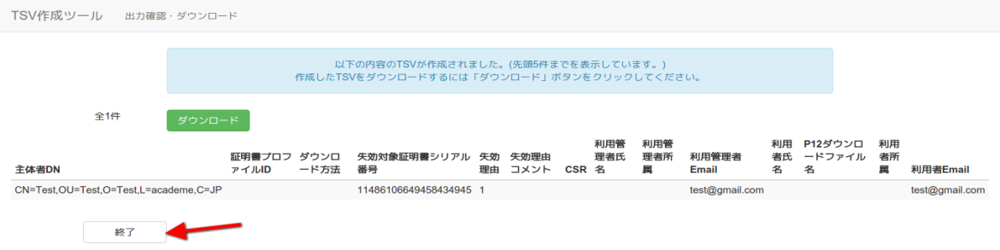 TSV作成ツール 出力確認・ダウンロード
以下の内容のTSVが作成されました。(先頭5件までを表示しています。)
作成したTSVをダウンロードするには「ダウンロード」ボタンをクリックしてください。
全1件 ダウンロード
主体者DN
証明書プロフ
ァイルID
ダウンロ
ード方法
失効対象証明書シリアル
番号
失効
理由
失効理由
コメント
CSR
利用管
理者氏
名
利用管
理者所
属
利用管理者
Email
利用
者氏
名
P12ダウンロ
ードファイル
名
利用
者所
属
利用者Email
CN=Test,OU=Test,O=Test,L=academe,C=JP 11486106649458434945 1 test@gmail.com test@gmail.com
終了